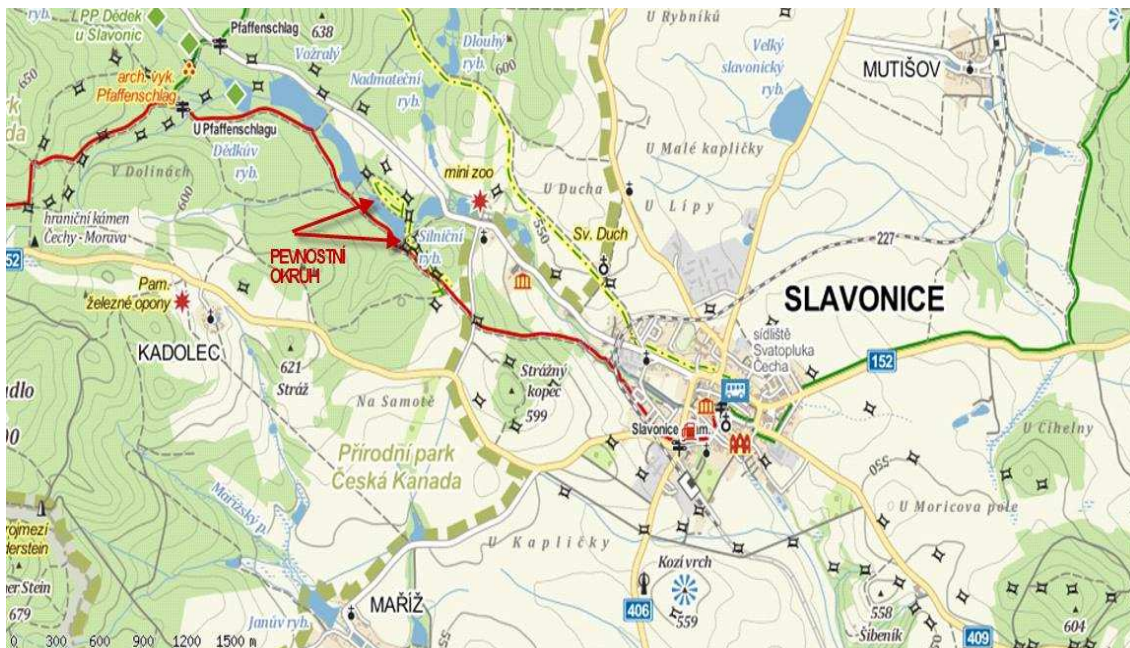 PP Dědek
u Slavonic
Pfaffenschlag
638
Vožralý
ryb.
Dlouhý
ryb.
600
U Rybníků
Velký
slavonický
ryb.
MUTIŠOV
650
arch. vyk.
Pfaffenschlag
Nadmateční
ryb.
U Pfaffenschlagu
Dědkův
ryb.
V Dolinách
600
mini zoo
U Ducha
U Malé kapličky
U Lípy
550
Sv. Duch
227
hraniční kámen
Čechy - Morava
52
PEVNOSTNÍ
OKRUH
Silniční
ryb.
Pam.
železné opony
KADOLEC
621
Stráž
SLAVONICE
sídliště
Svatopluka
Čecha
152
Strážný
kopec
599
Na Samotě
Slavonice
Přírodní park
Česká Kanada
U Cihelny
550
U Moricova pole
Mařížský p.
U Kapličky
Kozí vrch
559
406
679
MAŘÍŽ
Janův ryb.
558
Šibeník
604
409
0 300 600 900 1200 1500 m